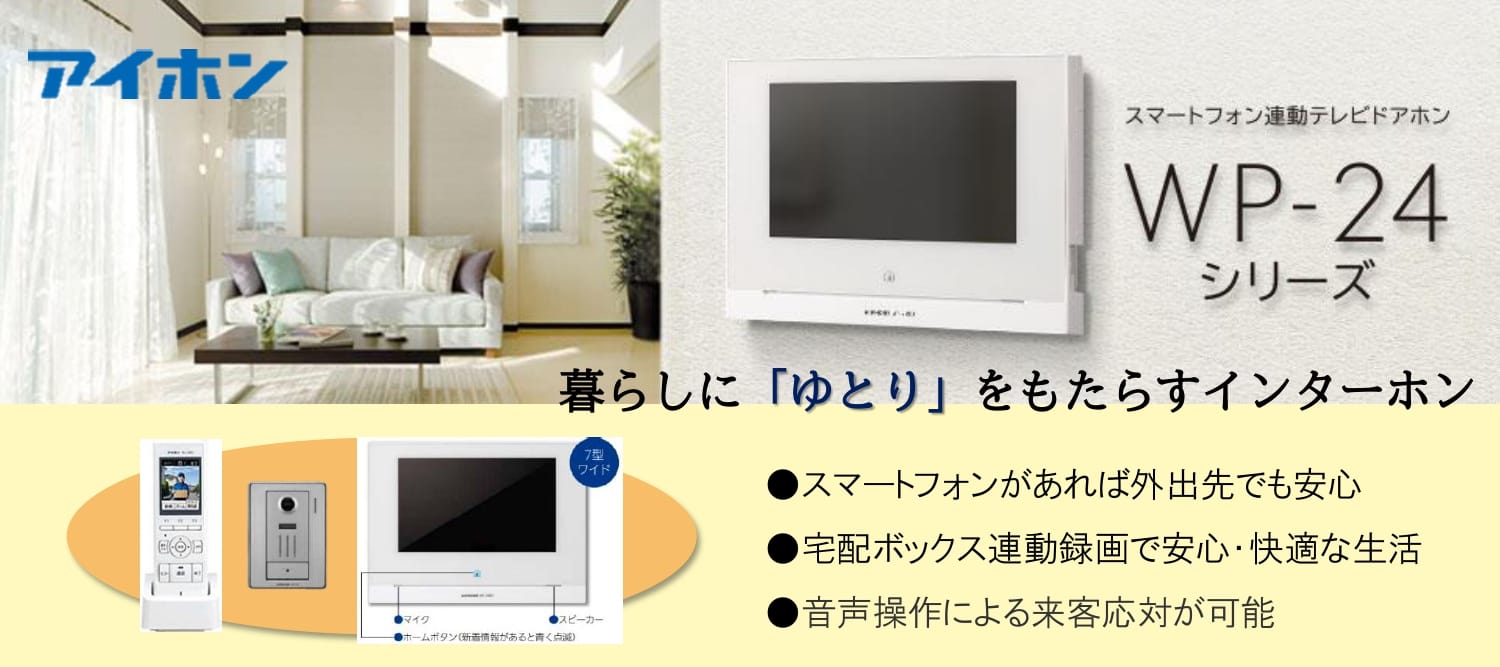 アイホン
スマートフォン連動テレビドアホン
WP-24
シリーズ
暮らしに「ゆとり」をもたらすインターホン
7型
ワイド
マイク
スピーカー
ホームボタン(新着情報があると青く点滅)
●スマートフォンがあれば外出先でも安心
●宅配ボックス連動録画で安心・快適な生活
●音声操作による来客応対が可能